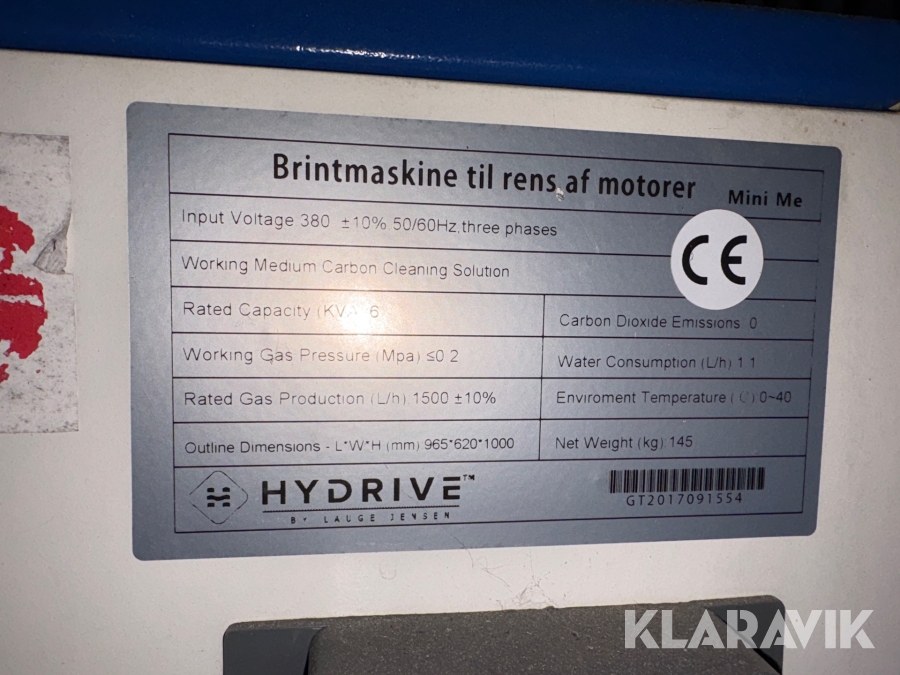 Brintmaskine til rens af motorer Mini Me
Input Voltage 380 ±10% 50/60Hz,three phases
CE
Working Medium Carbon Cleaning Solution
Rated Capacity (KVA) 6
Carbon Dioxide Emissions 0
Working Gas Pressure (Mpa) ≤0.2
Water Consumption (L/h) 1.1
Rated Gas Production (L/h) 1500 ±10%
Enviroment Temperature (℃) 0~40
Outline Dimensions - L*W*H (mm) 965*620*1000
Net Weight (kg) 145
HYDRIVE™
BY LAUGE JENSEN
GT2017091554
KLARAVIK